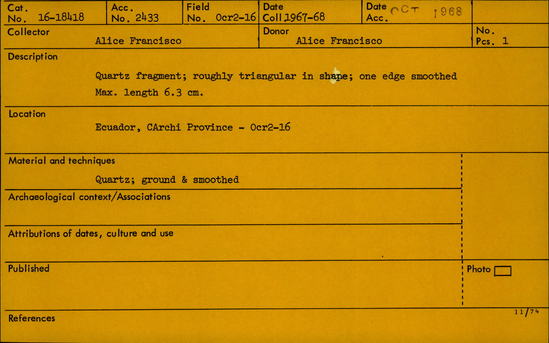 Cat. No. 16-18418 Acc. No. 2433 Field No. Ocr2-16 Date Coll 1967-68 Date Acc. OCT 1968
Collector Alice Francisco Donor Alice Francisco No. Pcs. 1
Description
Quartz fragment; roughly triangular in shape; one edge smoothed
Max. length 6.3 cm.
Location
Ecuador, CArchi Province - Ocr2-16
Material and techniques
Quartz; ground & smoothed
Archaeological context/Associations
Attributions of dates, culture and use
Published Photo
11/74
References